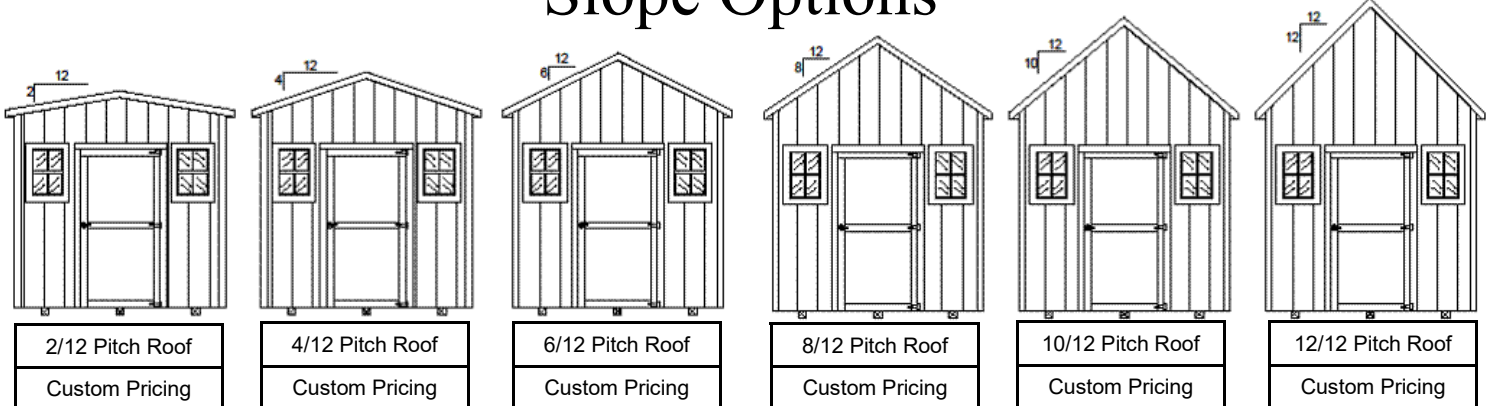 Slope Options
12
2
12
4
12
6
12
8
12
10
12
12
2/12 Pitch Roof
Custom Pricing
4/12 Pitch Roof
Custom Pricing
6/12 Pitch Roof
Custom Pricing
8/12 Pitch Roof
Custom Pricing
10/12 Pitch Roof
Custom Pricing
12/12 Pitch Roof
Custom Pricing